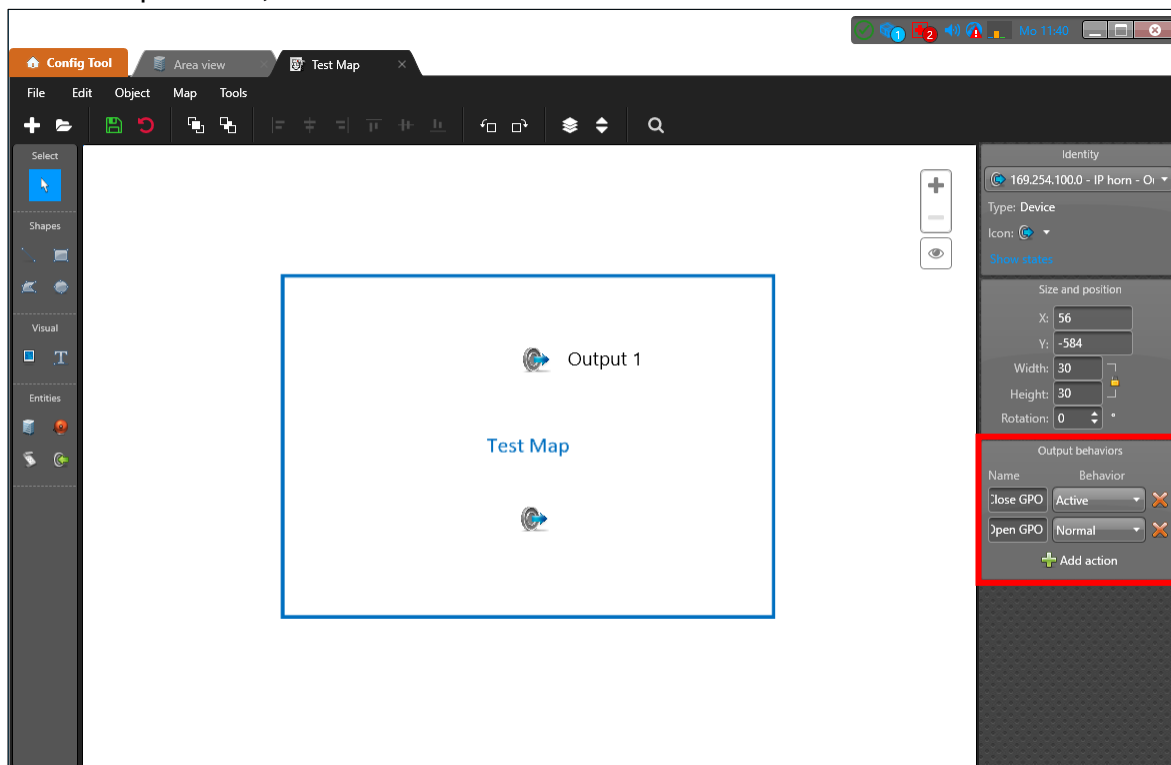 1
2
Mo 11:40
Config Tool
Area view
Test Map
File Edit Object Map Tools
Select
Identity
169.254.100.0 - IP horn - O
Shapes
Type: Device
Icon:
Show states
Size and position
X: 56
Y: -584
Visual
T
Width: 30
Height: 30
Rotation: 0 °
Entities
Output 1
Test Map
Output behaviors
Name Behavior
Close GPO Active
Open GPO Normal
Add action